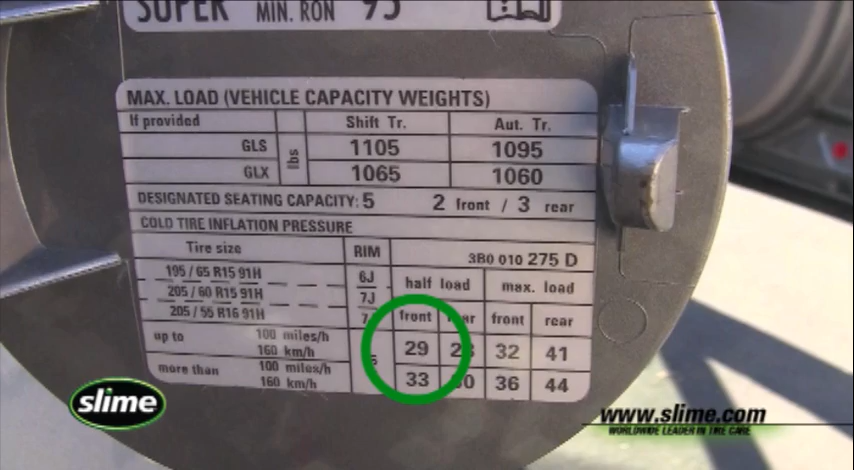 SUPER MIN. RON 95
MAX. LOAD (VEHICLE CAPACITY WEIGHTS)
If provided Shift Tr. Aut. Tr.
GLS lbs 1105 1095
GLX 1065 1060
DESIGNATED SEATING CAPACITY: 5 2 front / 3 rear
COLD TIRE INFLATION PRESSURE
Tire size RIM 3B0 010 275 D
195 / 65 R15 91H 6J half load max. load
205 / 60 R15 91H 7J
205 / 55 R16 91H front rear front rear
up to 100 miles/h 29 32 41
160 km/h
more than 100 miles/h 33 36 44
160 km/h
slime
www.slime.com
WORLDWIDE LEADER IN TIRE CARE